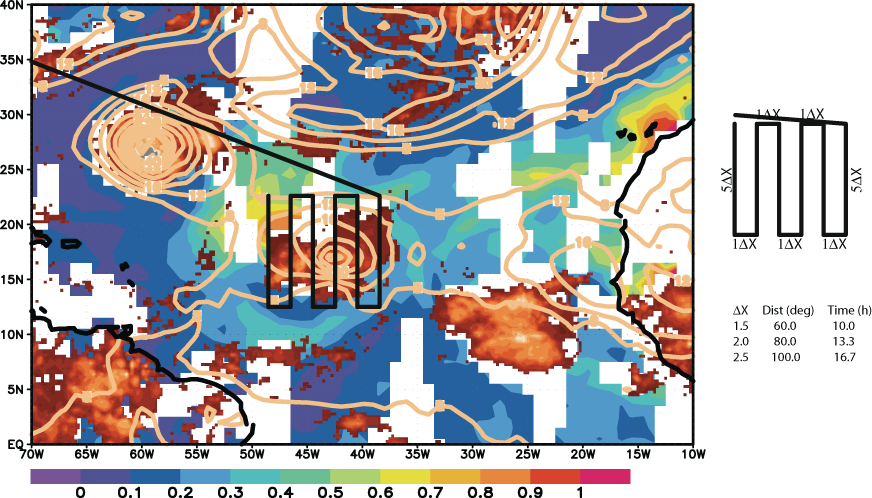 40N
35N
30N
25N
20N
15N
10N
5N
EQ
70W 65W 60W 55W 50W 45W 40W 35W 30W 25W 20W 15W 10W
0 0.1 0.2 0.3 0.4 0.5 0.6 0.7 0.8 0.9 1
1ΔX 1ΔX
5ΔX 5ΔX
1ΔX 1ΔX 1ΔX
ΔX Dist (deg) Time (h)
1.5 60.0 10.0
2.0 80.0 13.3
2.5 100.0 16.7